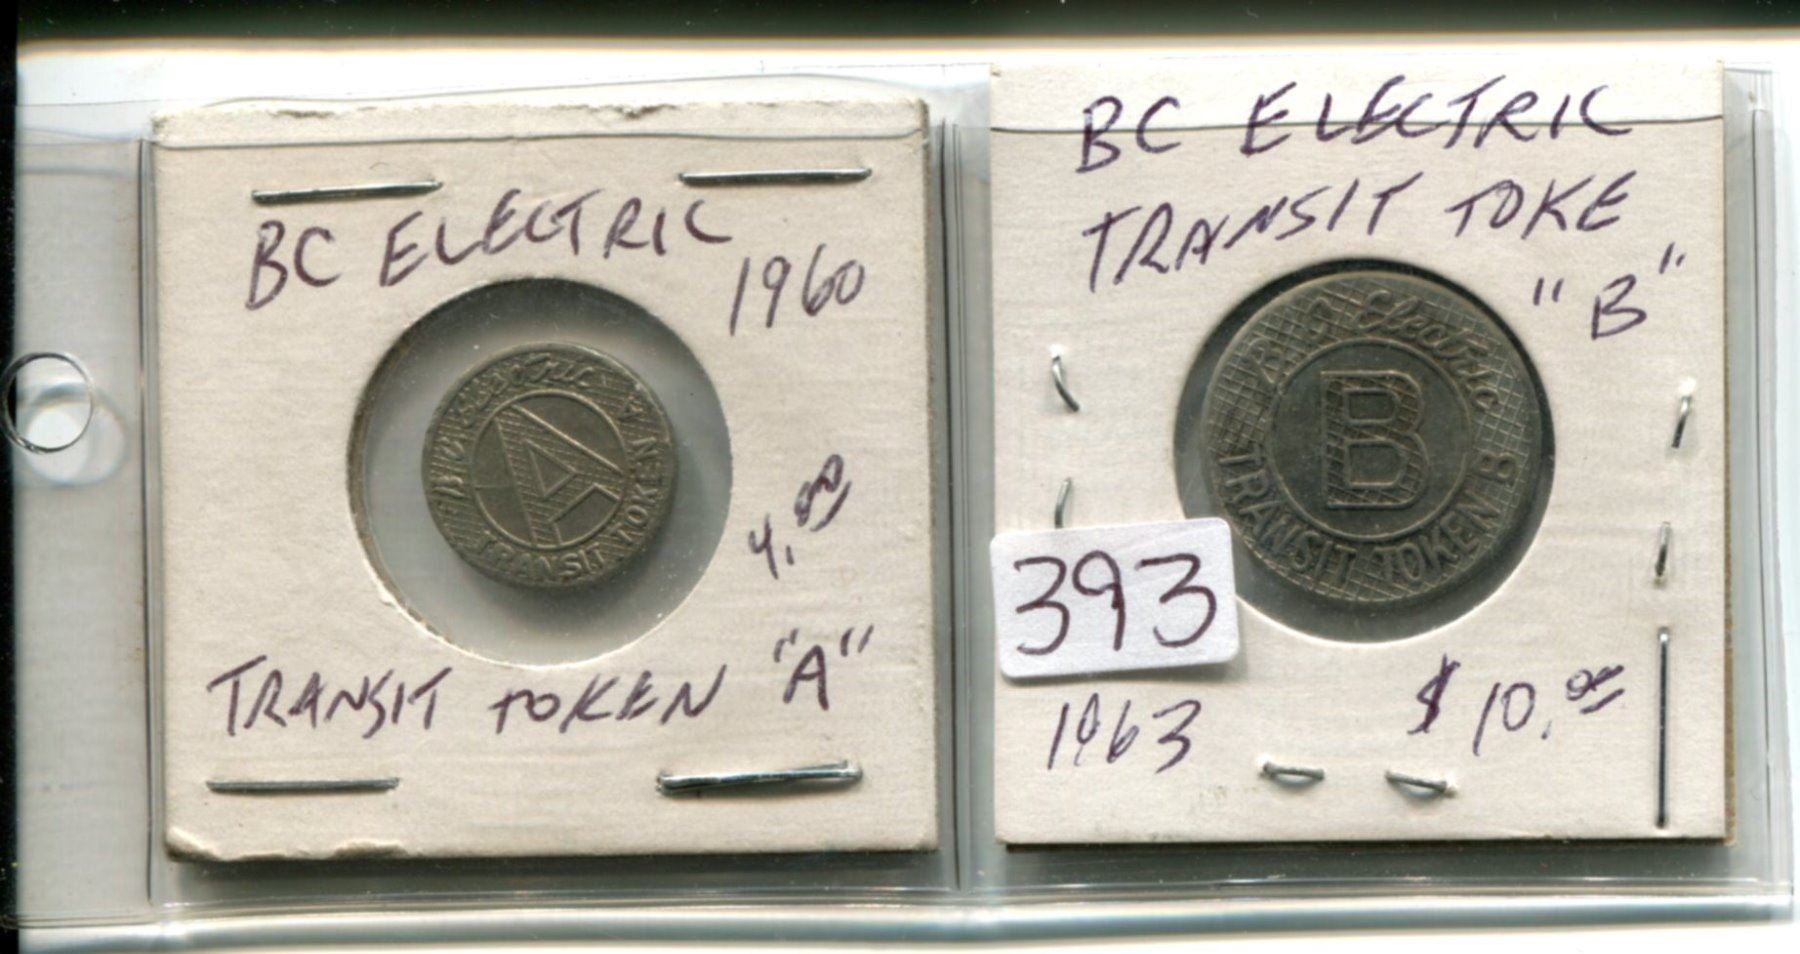 BC ELECTRIC
1960
B.C. Electric
A
TRANSIT TOKEN A
4.00
TRANSIT TOKEN "A"
BC ELECTRIC
TRANSIT TOKE
"B"
B.C. Electric
B
TRANSIT TOKEN B
393
1963
$10.00